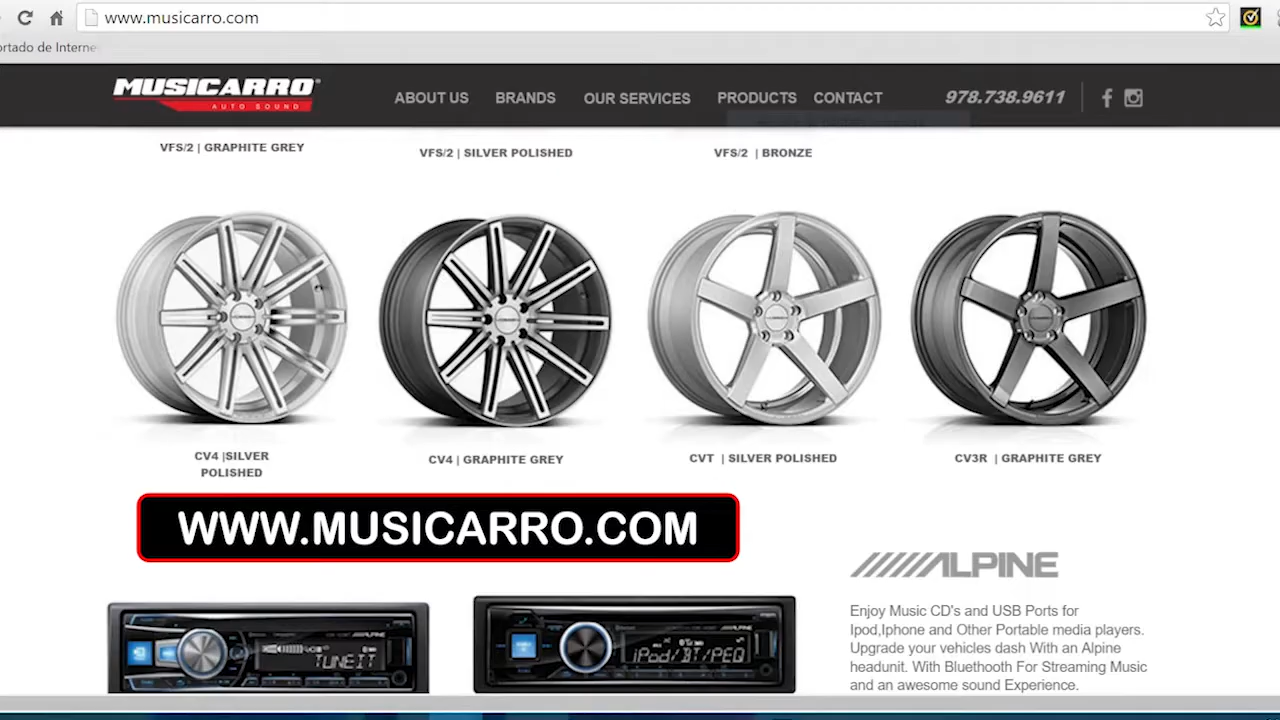 www.musicarro.com
ortado de Interne
MUSICARRO
AUTO SOUND
ABOUT US
BRANDS
OUR SERVICES
PRODUCTS
CONTACT
978.738.9611
VFS/2 | GRAPHITE GREY
VFS/2 | SILVER POLISHED
VFS/2 | BRONZE
CV4 |SILVER
POLISHED
CV4 | GRAPHITE GREY
CVT | SILVER POLISHED
CV3R | GRAPHITE GREY
WWW.MUSICARRO.COM
ALPINE
Enjoy Music CD's and USB Ports for
Ipod,Iphone and Other Portable media players.
Upgrade your vehicles dash With an Alpine
headunit. With Bluethooth For Streaming Music
and an awesome sound Experience.
ALPINE
TUNEIT
ALPINE
iPod/BT/PEQ